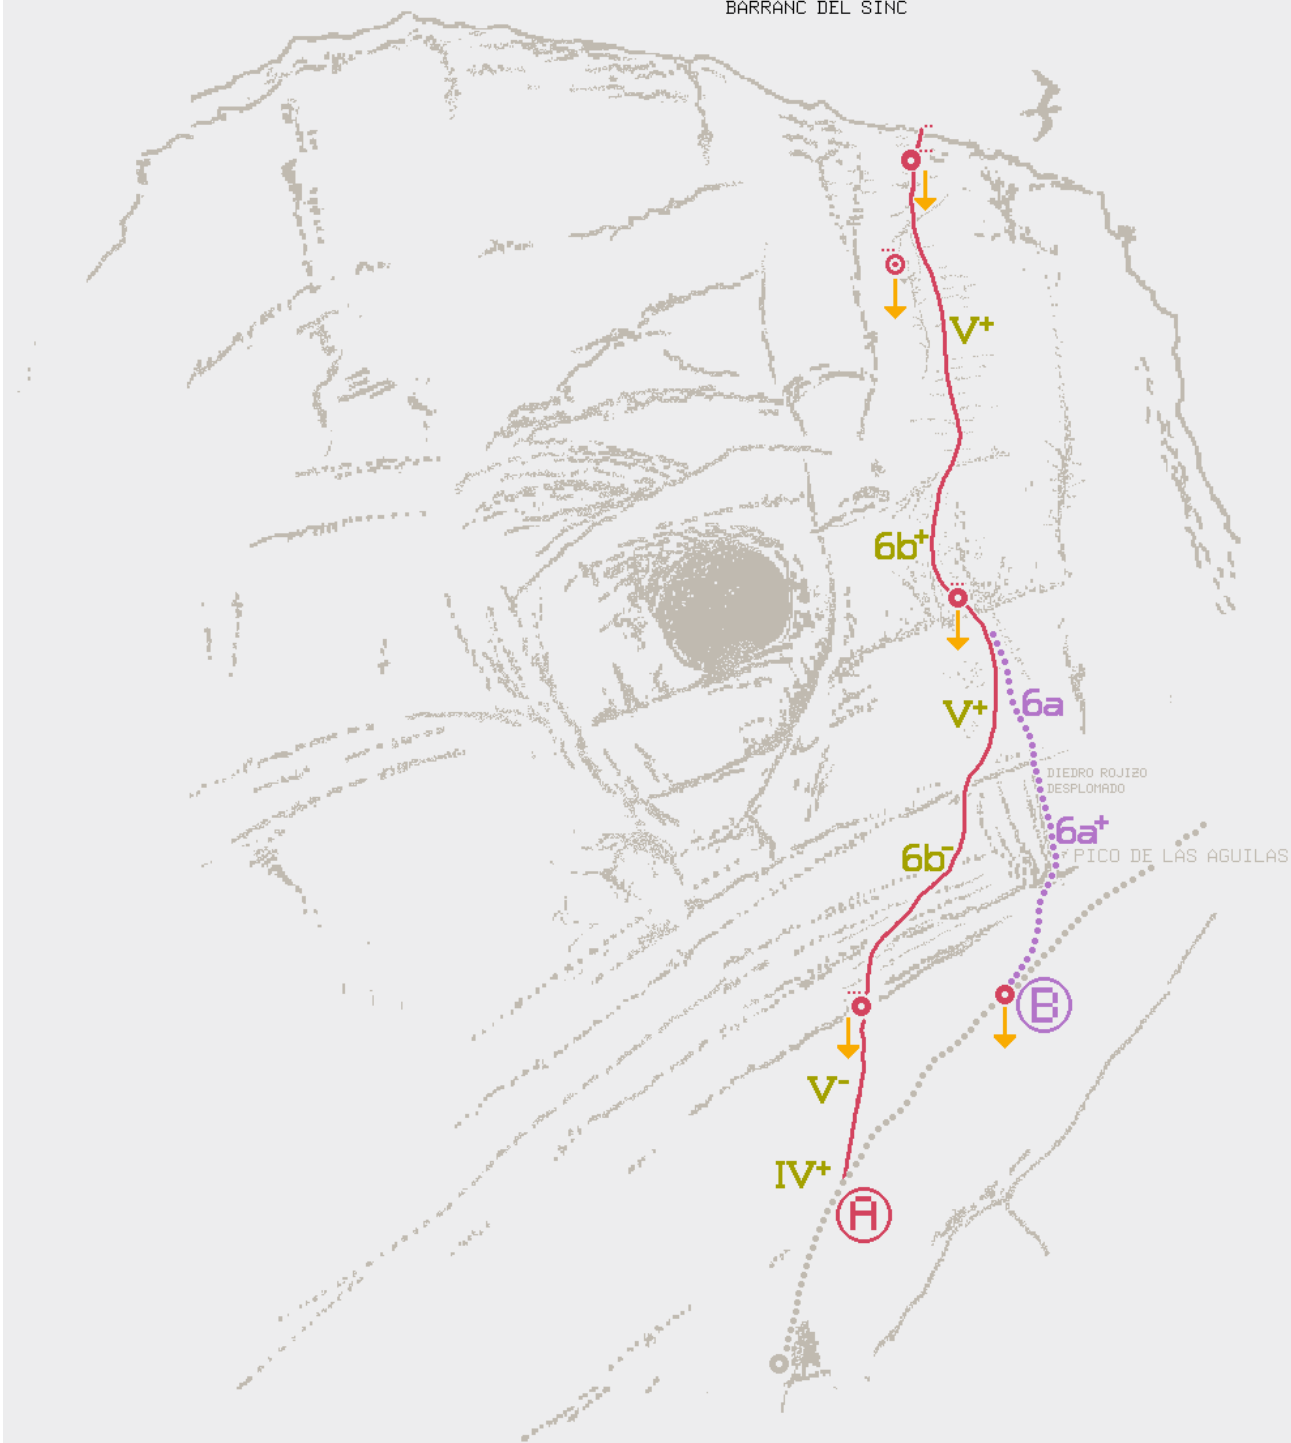 BARRANC DEL SINC
V+
6b+
V+
6a
DIEDRO ROJIZO
DESPLOMADO
6a+
6b-
PICO DE LAS AGUILAS
B
V-
IV+
A